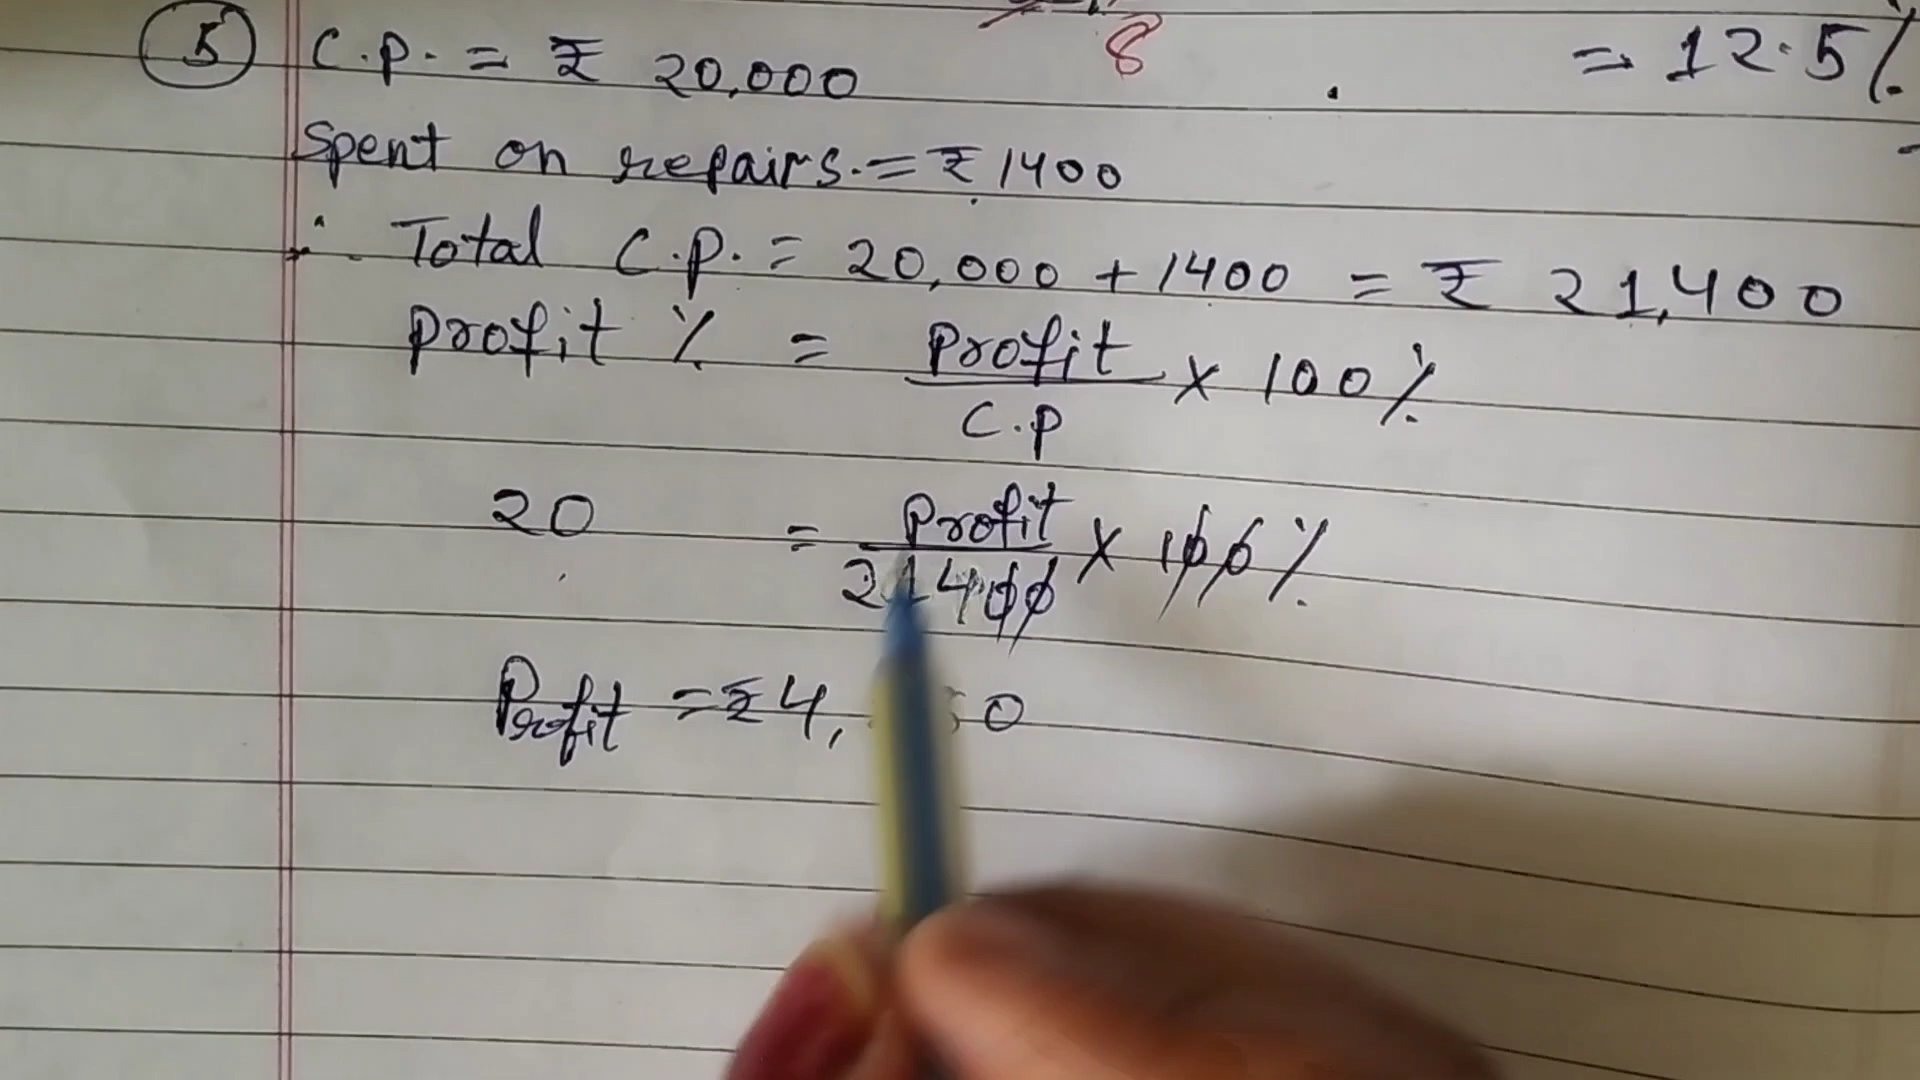 8
= 12.5%
5 C.P. = ₹ 20,000
Spent on repairs. = ₹ 1400
∴ Total C.P. = 20,000 + 1400 = ₹ 21,400
Profit % = Profit / C.P × 100%
20 = Profit / 21400 × 100%
Profit = ₹ 4,